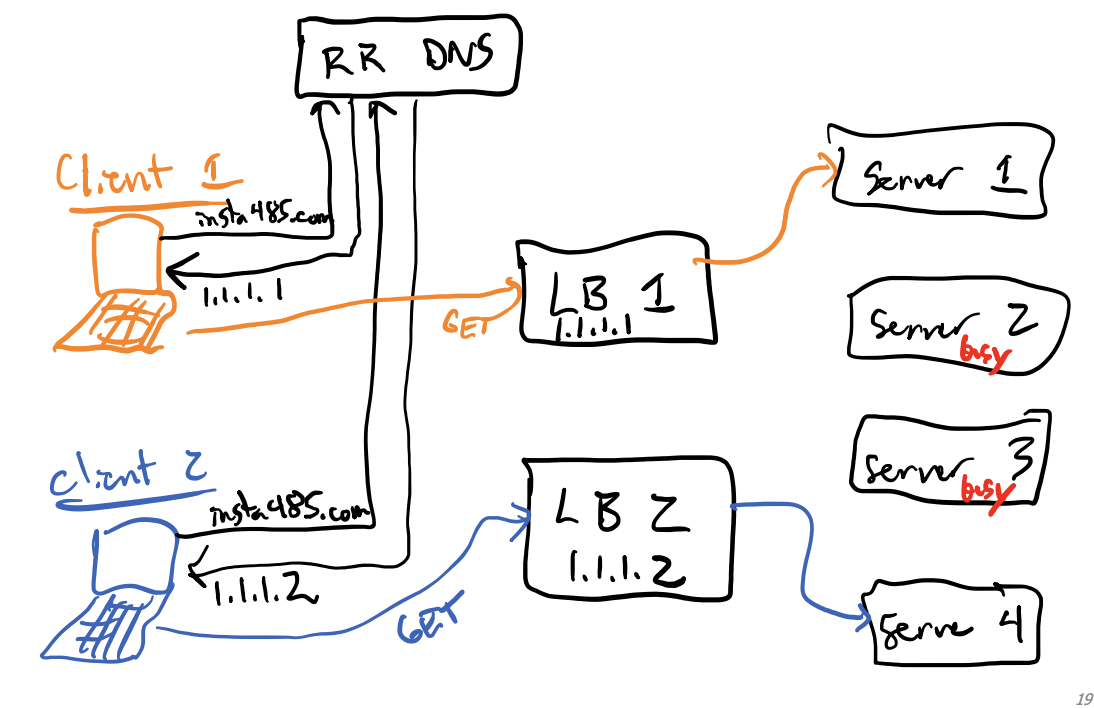 RR DNS
Client 1
insta485.com
1.1.1.1
GET
LB 1
1.1.1.1
Server 1
Server 2
busy
Server 3
busy
client 2
insta485.com
1.1.1.2
GET
LB 2
1.1.1.2
Serve 4
19